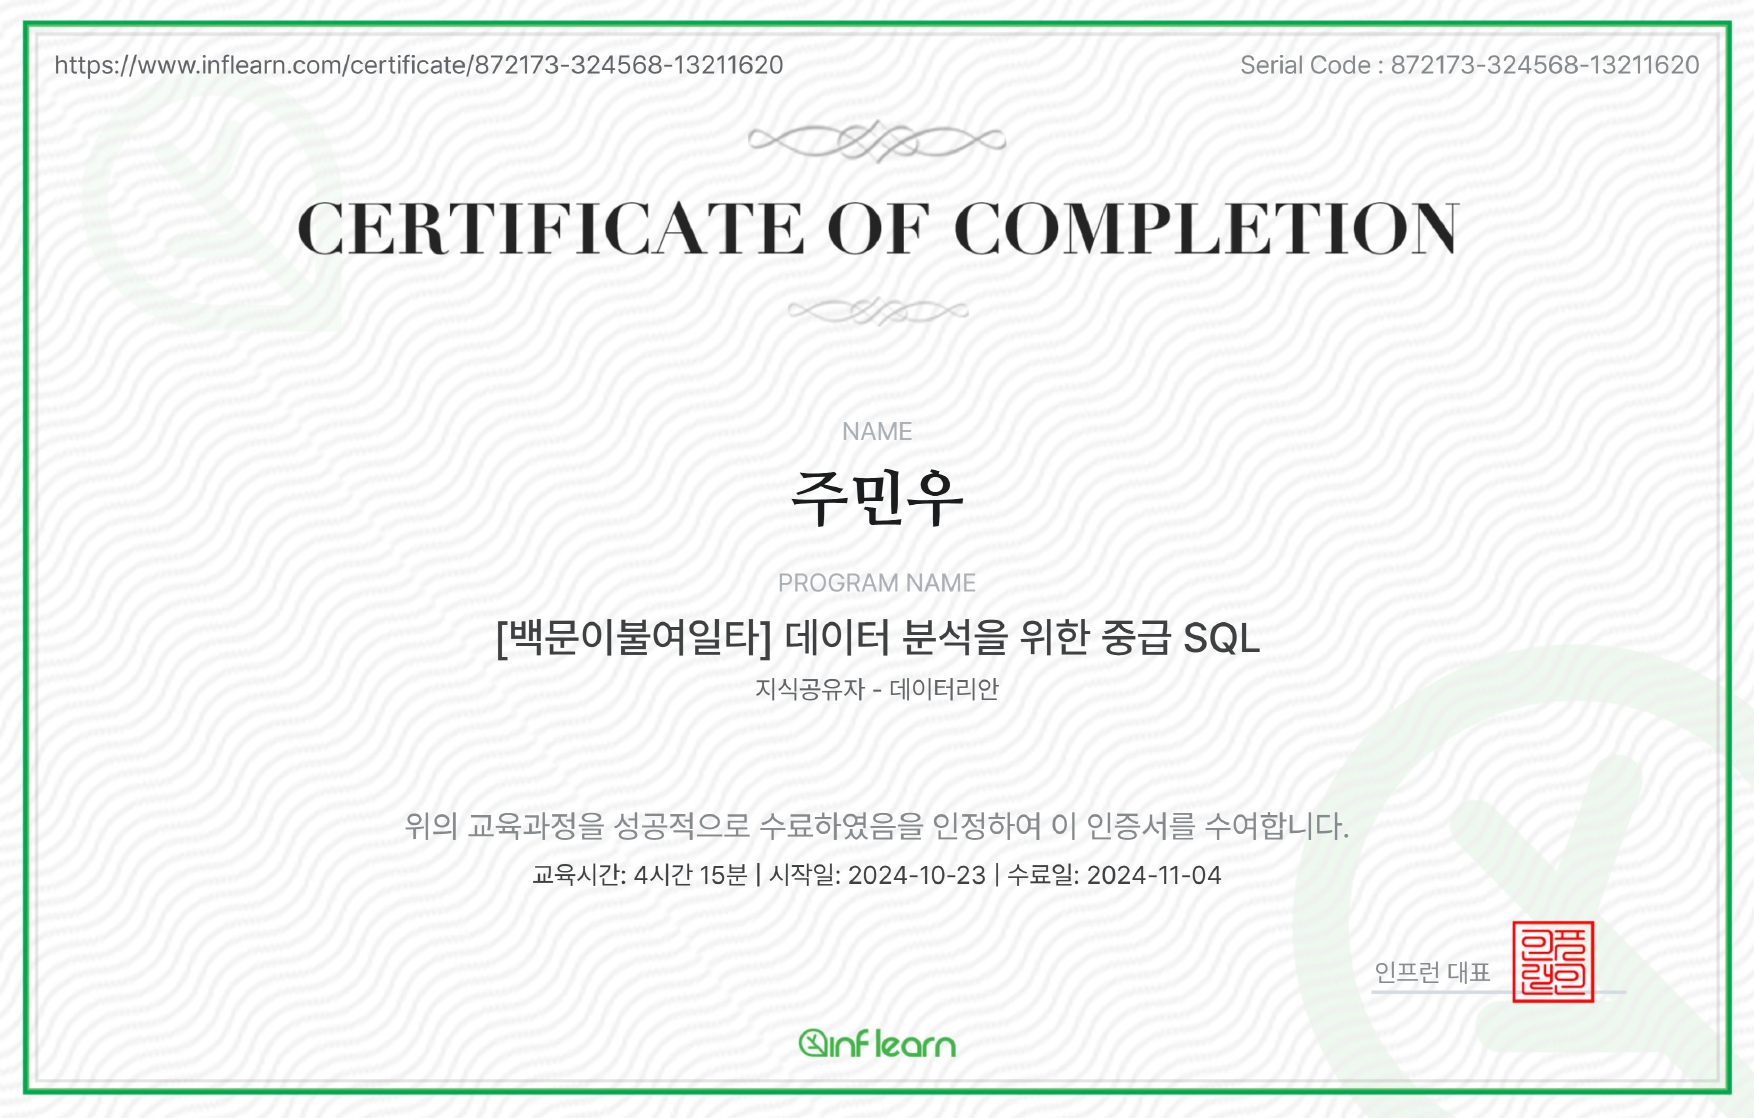 https://www.inflearn.com/certificate/872173-324568-13211620
Serial Code : 872173-324568-13211620
CERTIFICATE OF COMPLETION
NAME
주민우
PROGRAM NAME
[백문이불여일타] 데이터 분석을 위한 중급 SQL
지식공유자 - 데이터리안
위의 교육과정을 성공적으로 수료하였음을 인정하여 이 인증서를 수여합니다.
교육시간: 4시간 15분 | 시작일: 2024-10-23 | 수료일: 2024-11-04
인프런 대표
inflearn